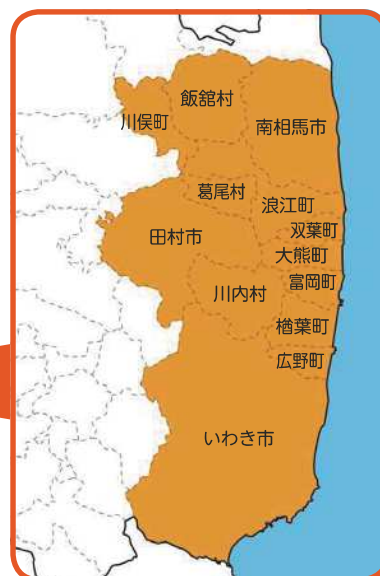 飯舘村
川俣町
南相馬市
葛尾村
浪江町
双葉町
田村市
大熊町
富岡町
川内村
楢葉町
広野町
いわき市